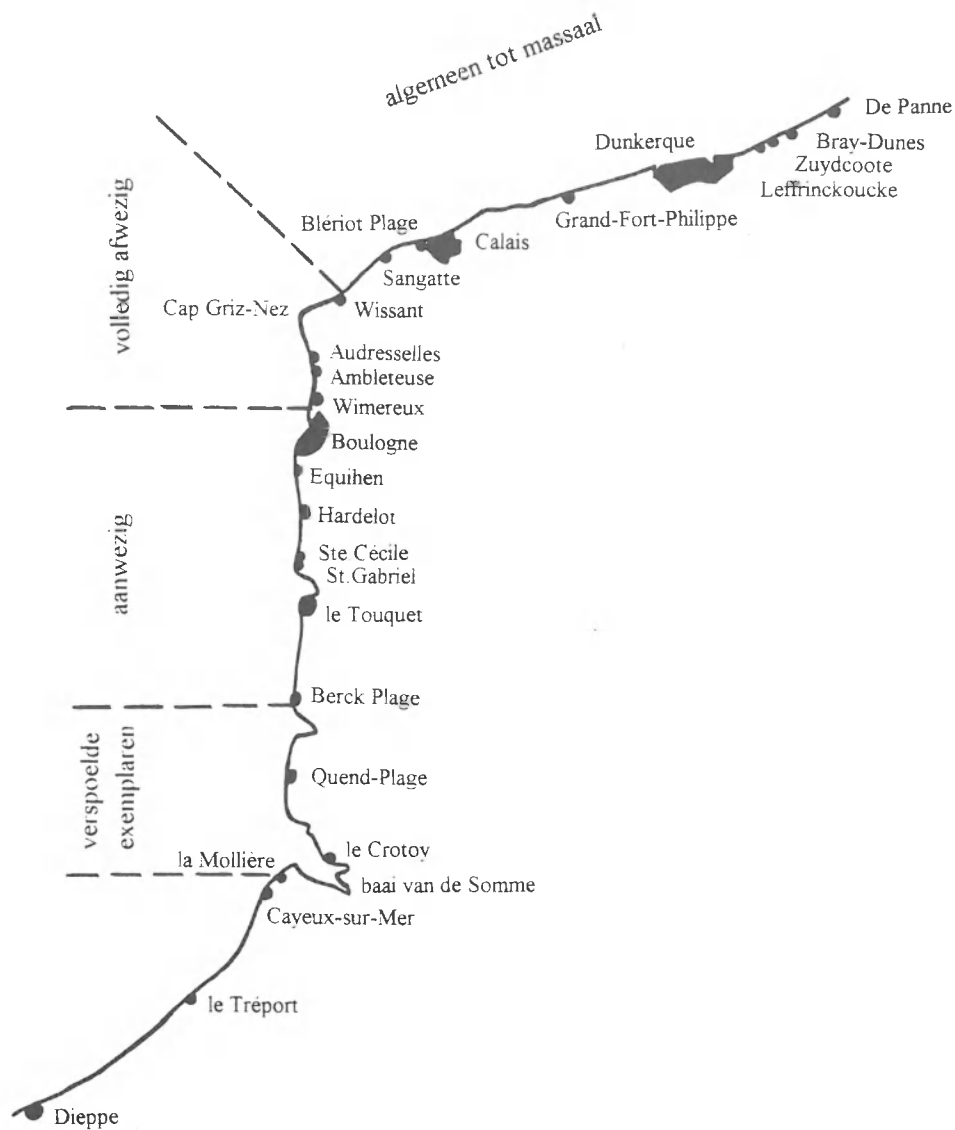 algemeen tot massaal
De Panne
Dunkerque
Bray-Dunes
Zuydcoote
Leffrinckoucke
Grand-Fort-Philippe
Blériot Plage
Calais
Sangatte
volledig afwezig
Cap Griz-Nez
Wissant
Audresselles
Ambleteuse
Wimereux
Boulogne
Equihen
Hardelot
aanwezig
Ste Cécile
St.Gabriel
le Touquet
Berck Plage
verspoelde
exemplaren
Quend-Plage
le Crotoy
la Mollière
baai van de Somme
Cayeux-sur-Mer
le Tréport
Dieppe